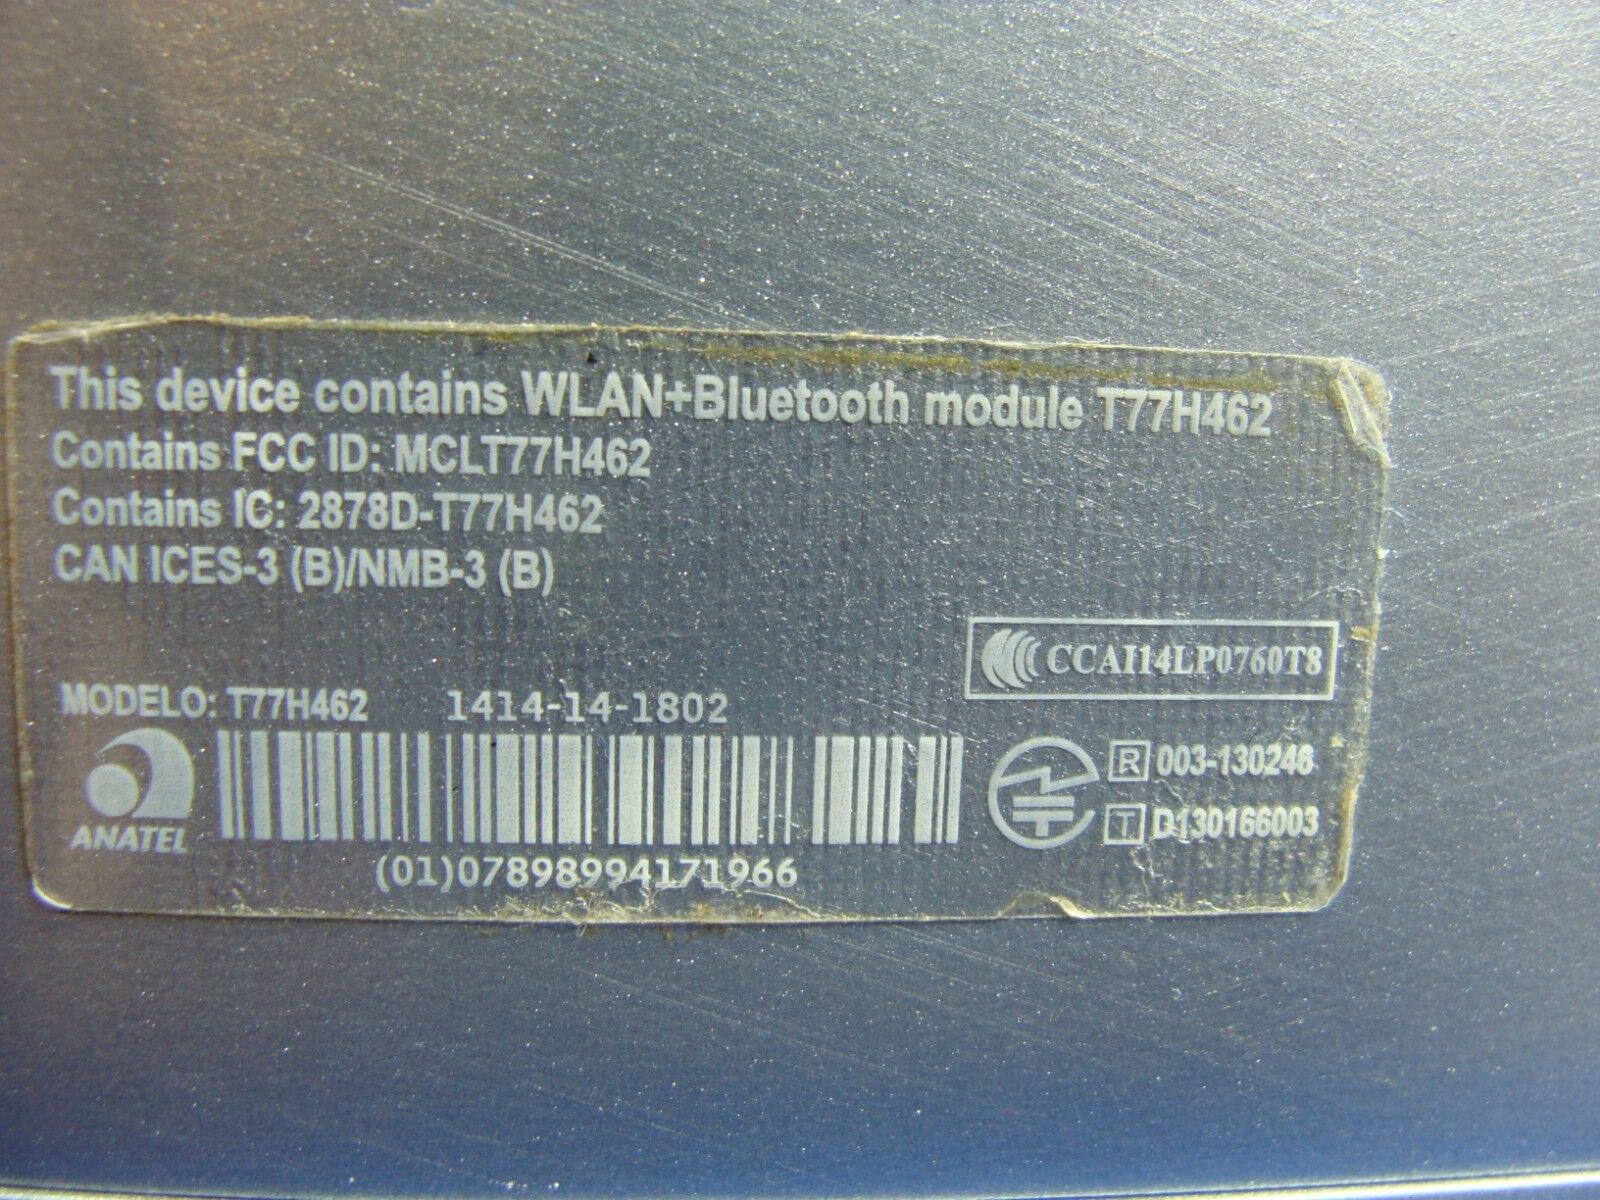 This device contains WLAN+Bluetooth module T77H462
Contains FCC ID: MCLT77H462
Contains IC: 2878D-T77H462
CAN ICES-3 (B)/NMB-3 (B)
CCAI14LP0760T8
MODELO: T77H462 1414-14-1802
ANATEL
(01)07898994171966
R 003-130246
T D130166003